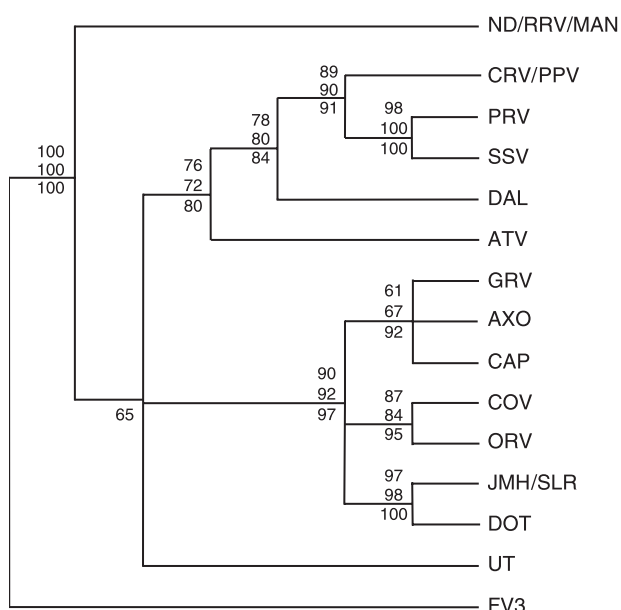 ND/RRV/MAN
89
CRV/PPV
90
91
98
PRV
78
100
80
100
SSV
84
100
76
100
72
100
DAL
80
ATV
GRV
61
67
AXO
92
CAP
90
87
COV
92
84
65
97
95
ORV
97
JMH/SLR
98
100
DOT
UT
FV3